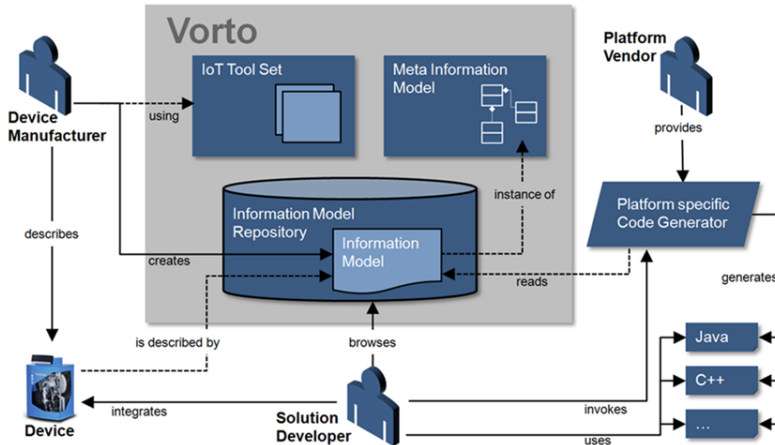 Vorto
Platform
Vendor
IoT Tool Set
Meta Information
Model
Device
Manufacturer
using
provides
instance of
Information Model
Repository
Platform specific
Code Generator
describes
Information
Model
creates
reads
generates
is described by
browses
Java
C++
...
Device
integrates
Solution
Developer
invokes
uses